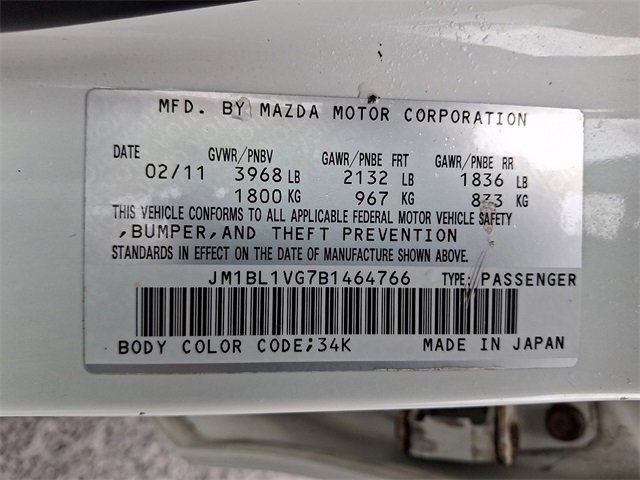 MFD. BY MAZDA MOTOR CORPORATION
DATE GVWR/PNBV GAWR/PNBE FRT GAWR/PNBE RR
02/11 3968 LB 2132 LB 1836 LB
1800 KG 967 KG 833 KG
THIS VEHICLE CONFORMS TO ALL APPLICABLE FEDERAL MOTOR VEHICLE SAFETY
,BUMPER,AND THEFT PREVENTION
STANDARDS IN EFFECT ON THE DATE OF MANUFACTURE SHOWN ABOVE.
JM1BL1VG7B1464766 TYPE: PASSENGER
BODY COLOR CODE;34K MADE IN JAPAN